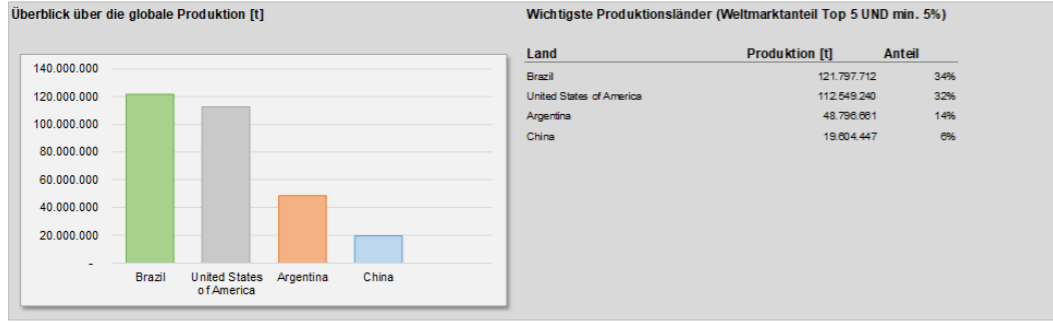 Überblick über die globale Produktion [t]
140.000.000
120.000.000
100.000.000
80.000.000
60.000.000
40.000.000
20.000.000
-
Brazil
United States
of America
Argentina
China
Wichtigste Produktionsländer (Weltmarktanteil Top 5 UND min. 5%)
Land Produktion [t] Anteil
Brazil 121.797.712 34%
United States of America 112.549.240 32%
Argentina 48.796.661 14%
China 19.604.447 6%